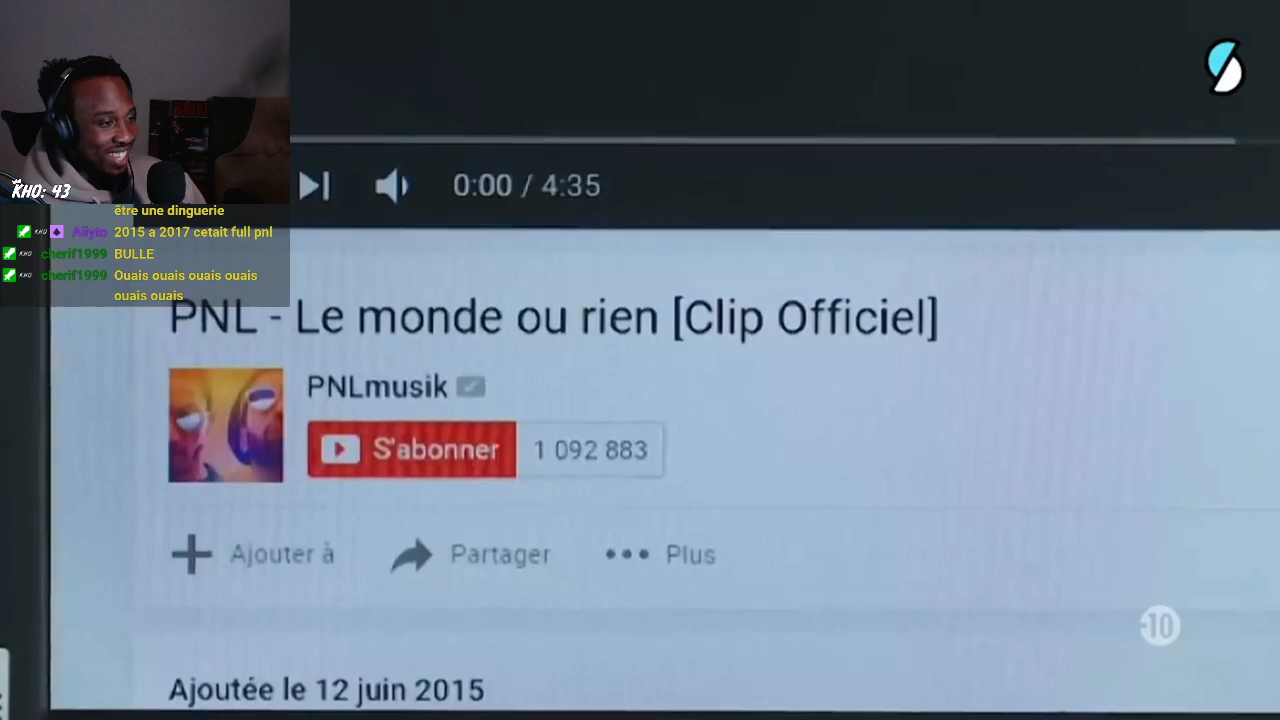 KHO: 43
être une dinguerie
Allyto 2015 a 2017 cetait full pnl
cherif1999 BULLE
cherif1999 Ouais ouais ouais ouais
ouais ouais
0:00 / 4:35
PNL - Le monde ou rien [Clip Officiel]
PNLmusik
S'abonner 1 092 883
Ajouter à Partager Plus
-10
Ajoutée le 12 juin 2015